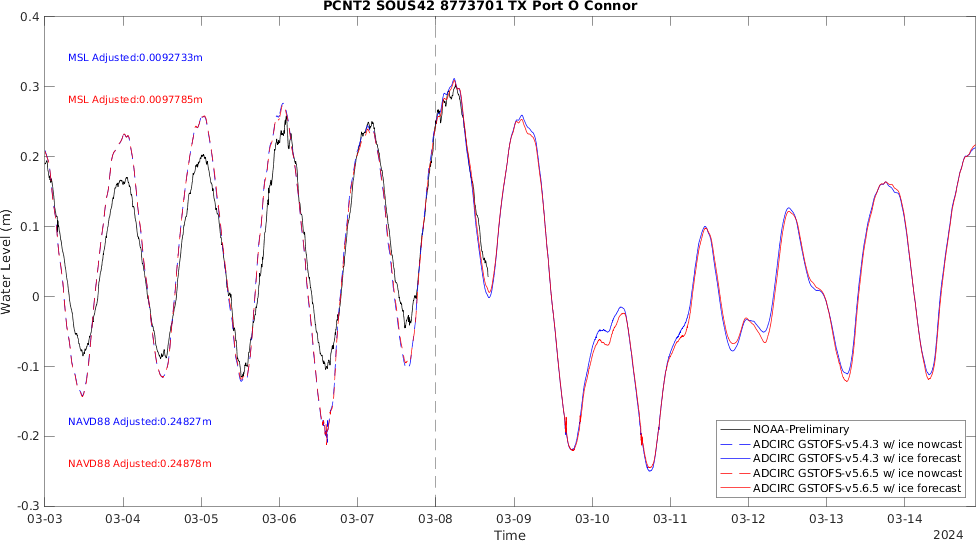 PCNT2 SOUS42 8773701 TX Port O Connor
0.4
0.3
0.2
0.1
0
-0.1
-0.2
-0.3
Water Level (m)
MSL Adjusted:0.0092733m
MSL Adjusted:0.0097785m
NAVD88 Adjusted:0.24827m
NAVD88 Adjusted:0.24878m
NOAA-Preliminary
ADCIRC GSTOFS-v5.4.3 w/ ice nowcast
ADCIRC GSTOFS-v5.4.3 w/ ice forecast
ADCIRC GSTOFS-v5.6.5 w/ ice nowcast
ADCIRC GSTOFS-v5.6.5 w/ ice forecast
03-03 03-04 03-05 03-06 03-07 03-08 03-09 03-10 03-11 03-12 03-13 03-14
Time
2024